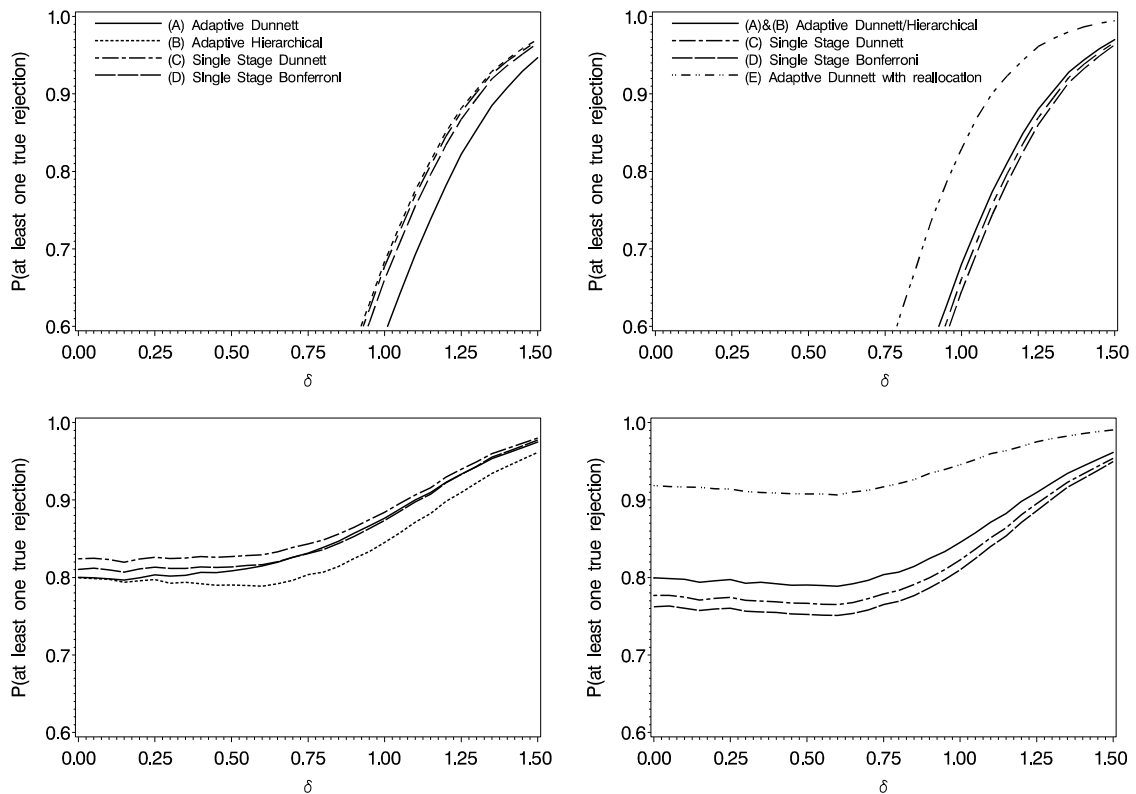 (A) Adaptive Dunnett
(B) Adaptive Hierarchical
(C) Single Stage Dunnett
(D) SIngle Stage Bonferroni
P(at least one true rejection)
1.0
0.9
0.8
0.7
0.6
0.00 0.25 0.50 0.75 1.00 1.25 1.50
δ
(A)&(B) Adaptive Dunnett/Hierarchical
(C) Single Stage Dunnett
(D) Single Stage Bonferroni
(E) Adaptive Dunnett with reallocation
P(at least one true rejection)
1.0
0.9
0.8
0.7
0.6
0.00 0.25 0.50 0.75 1.00 1.25 1.50
δ
P(at least one true rejection)
1.0
0.9
0.8
0.7
0.6
0.00 0.25 0.50 0.75 1.00 1.25 1.50
δ
P(at least one true rejection)
1.0
0.9
0.8
0.7
0.6
0.00 0.25 0.50 0.75 1.00 1.25 1.50
δ